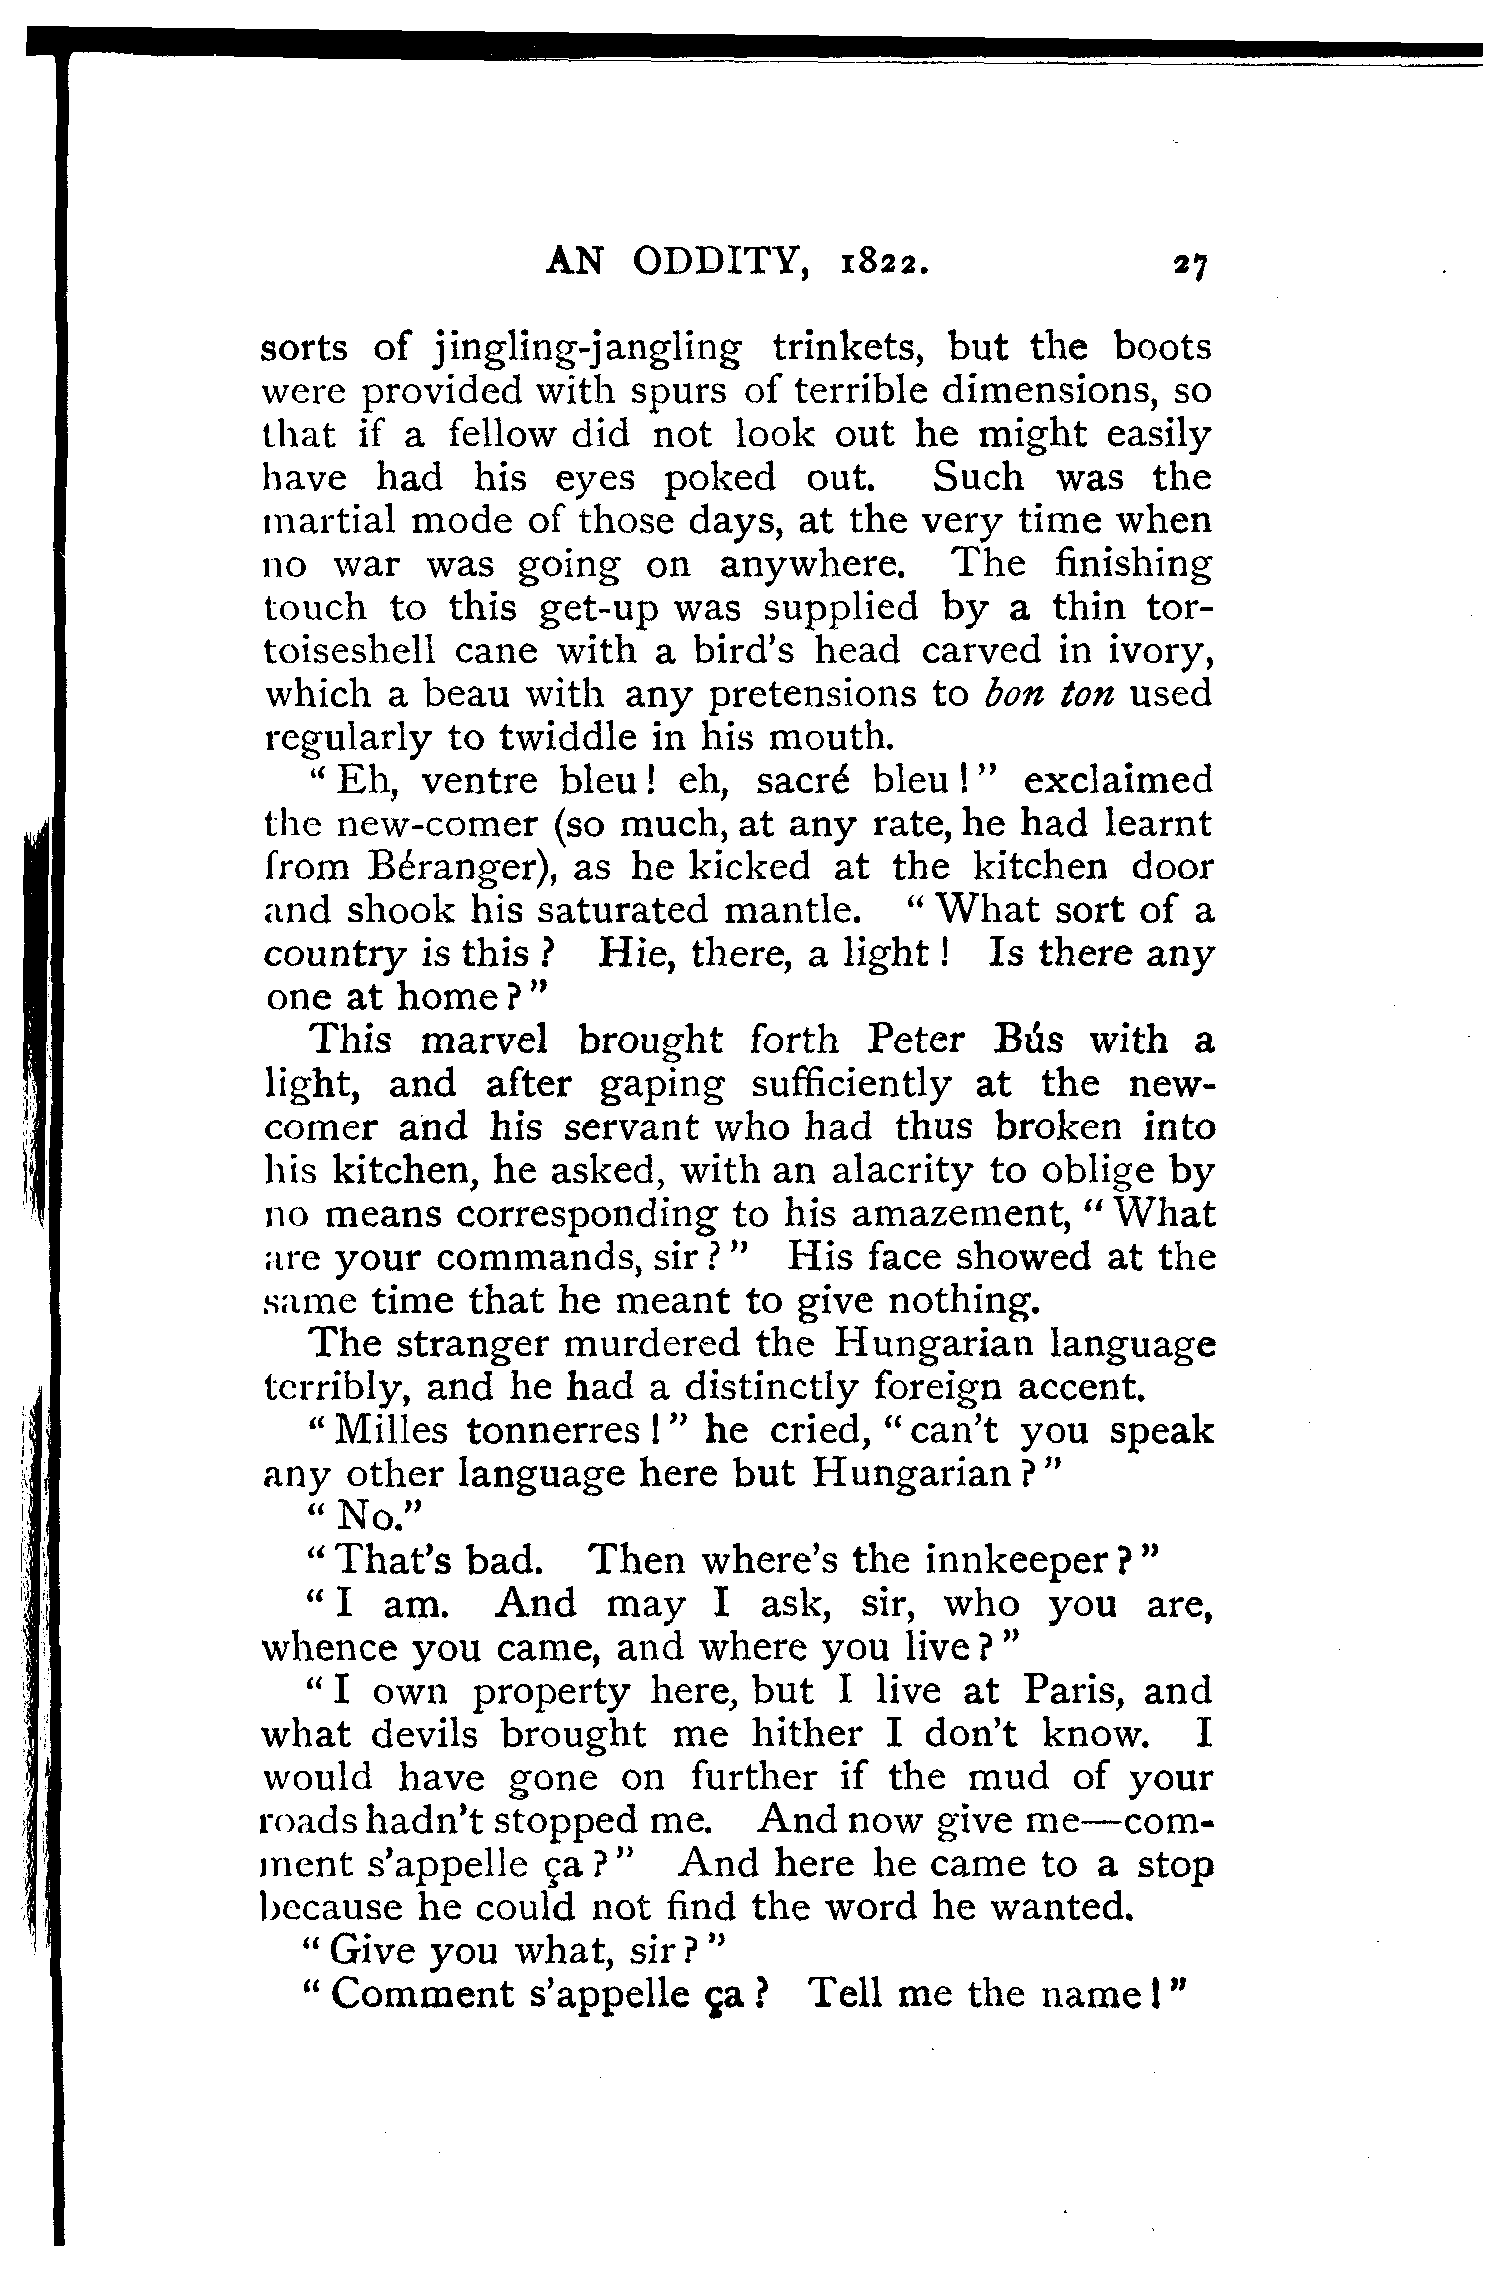 AN ODDITY, 1822. 27
sorts of jingling-jangling trinkets, but the boots
were provided with spurs of terrible dimensions, so
that if a fellow did not look out he might easily
have had his eyes poked out. Such was the
martial mode of those days, at the very time when
no war was going on anywhere. The finishing
touch to this get-up was supplied by a thin tor-
toiseshell cane with a bird's head carved in ivory,
which a beau with any pretensions to bon ton used
regularly to twiddle in his mouth.
"Eh, ventre bleu! eh, sacré bleu!" exclaimed
the new-comer (so much, at any rate, he had learnt
from Béranger), as he kicked at the kitchen door
and shook his saturated mantle. "What sort of a
country is this? Hie, there, a light! Is there any
one at home?"
This marvel brought forth Peter Bús with a
light, and after gaping sufficiently at the new-
comer and his servant who had thus broken into
his kitchen, he asked, with an alacrity to oblige by
no means corresponding to his amazement, "What
are your commands, sir?" His face showed at the
same time that he meant to give nothing.
The stranger murdered the Hungarian language
terribly, and he had a distinctly foreign accent.
"Milles tonnerres!" he cried, "can't you speak
any other language here but Hungarian?"
"No."
"That's bad. Then where's the innkeeper?"
"I am. And may I ask, sir, who you are,
whence you came, and where you live?"
"I own property here, but I live at Paris, and
what devils brought me hither I don't know. I
would have gone on further if the mud of your
roads hadn't stopped me. And now give me—com-
ment s'appelle ça?" And here he came to a stop
because he could not find the word he wanted.
"Give you what, sir?"
"Comment s'appelle ça? Tell me the name!"